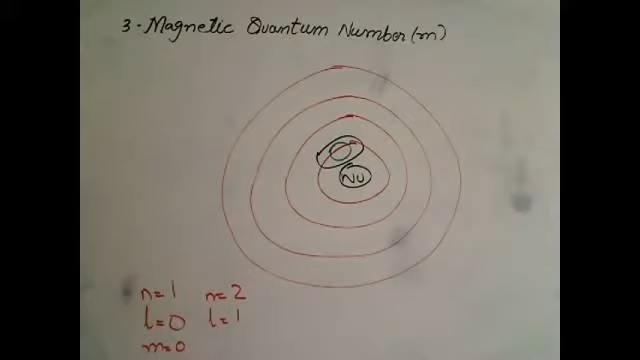 3. Magnetic Quantum Number (m)
NU
n=1 n=2
l=0 l=1
m=0